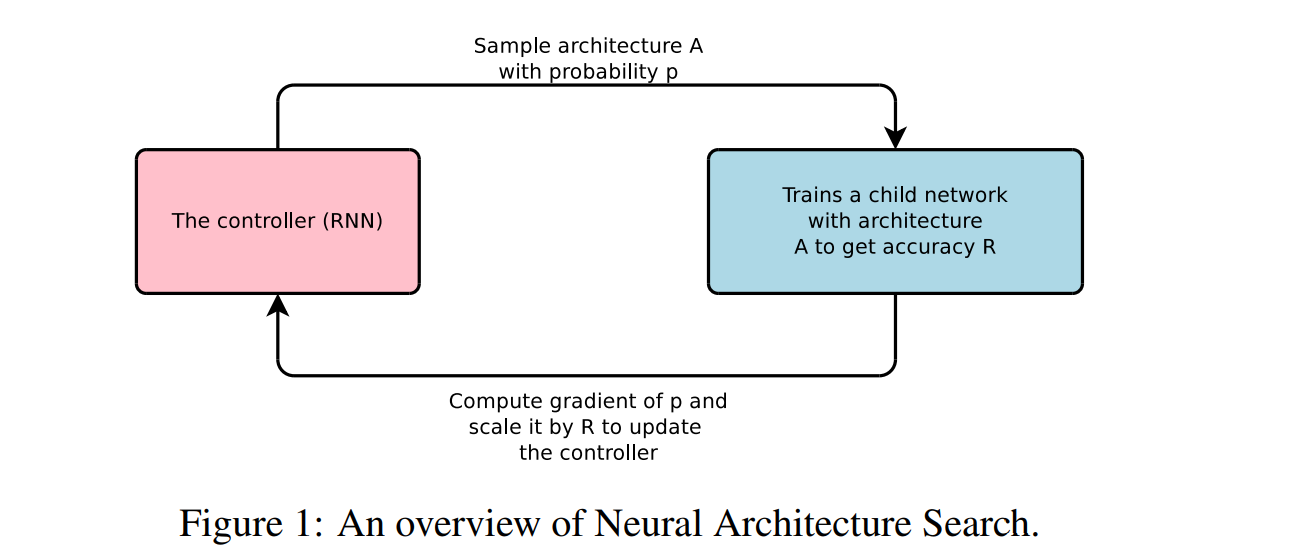 Sample architecture A
with probability p
The controller (RNN)
Trains a child network
with architecture
A to get accuracy R
Compute gradient of p and
scale it by R to update
the controller
Figure 1: An overview of Neural Architecture Search.